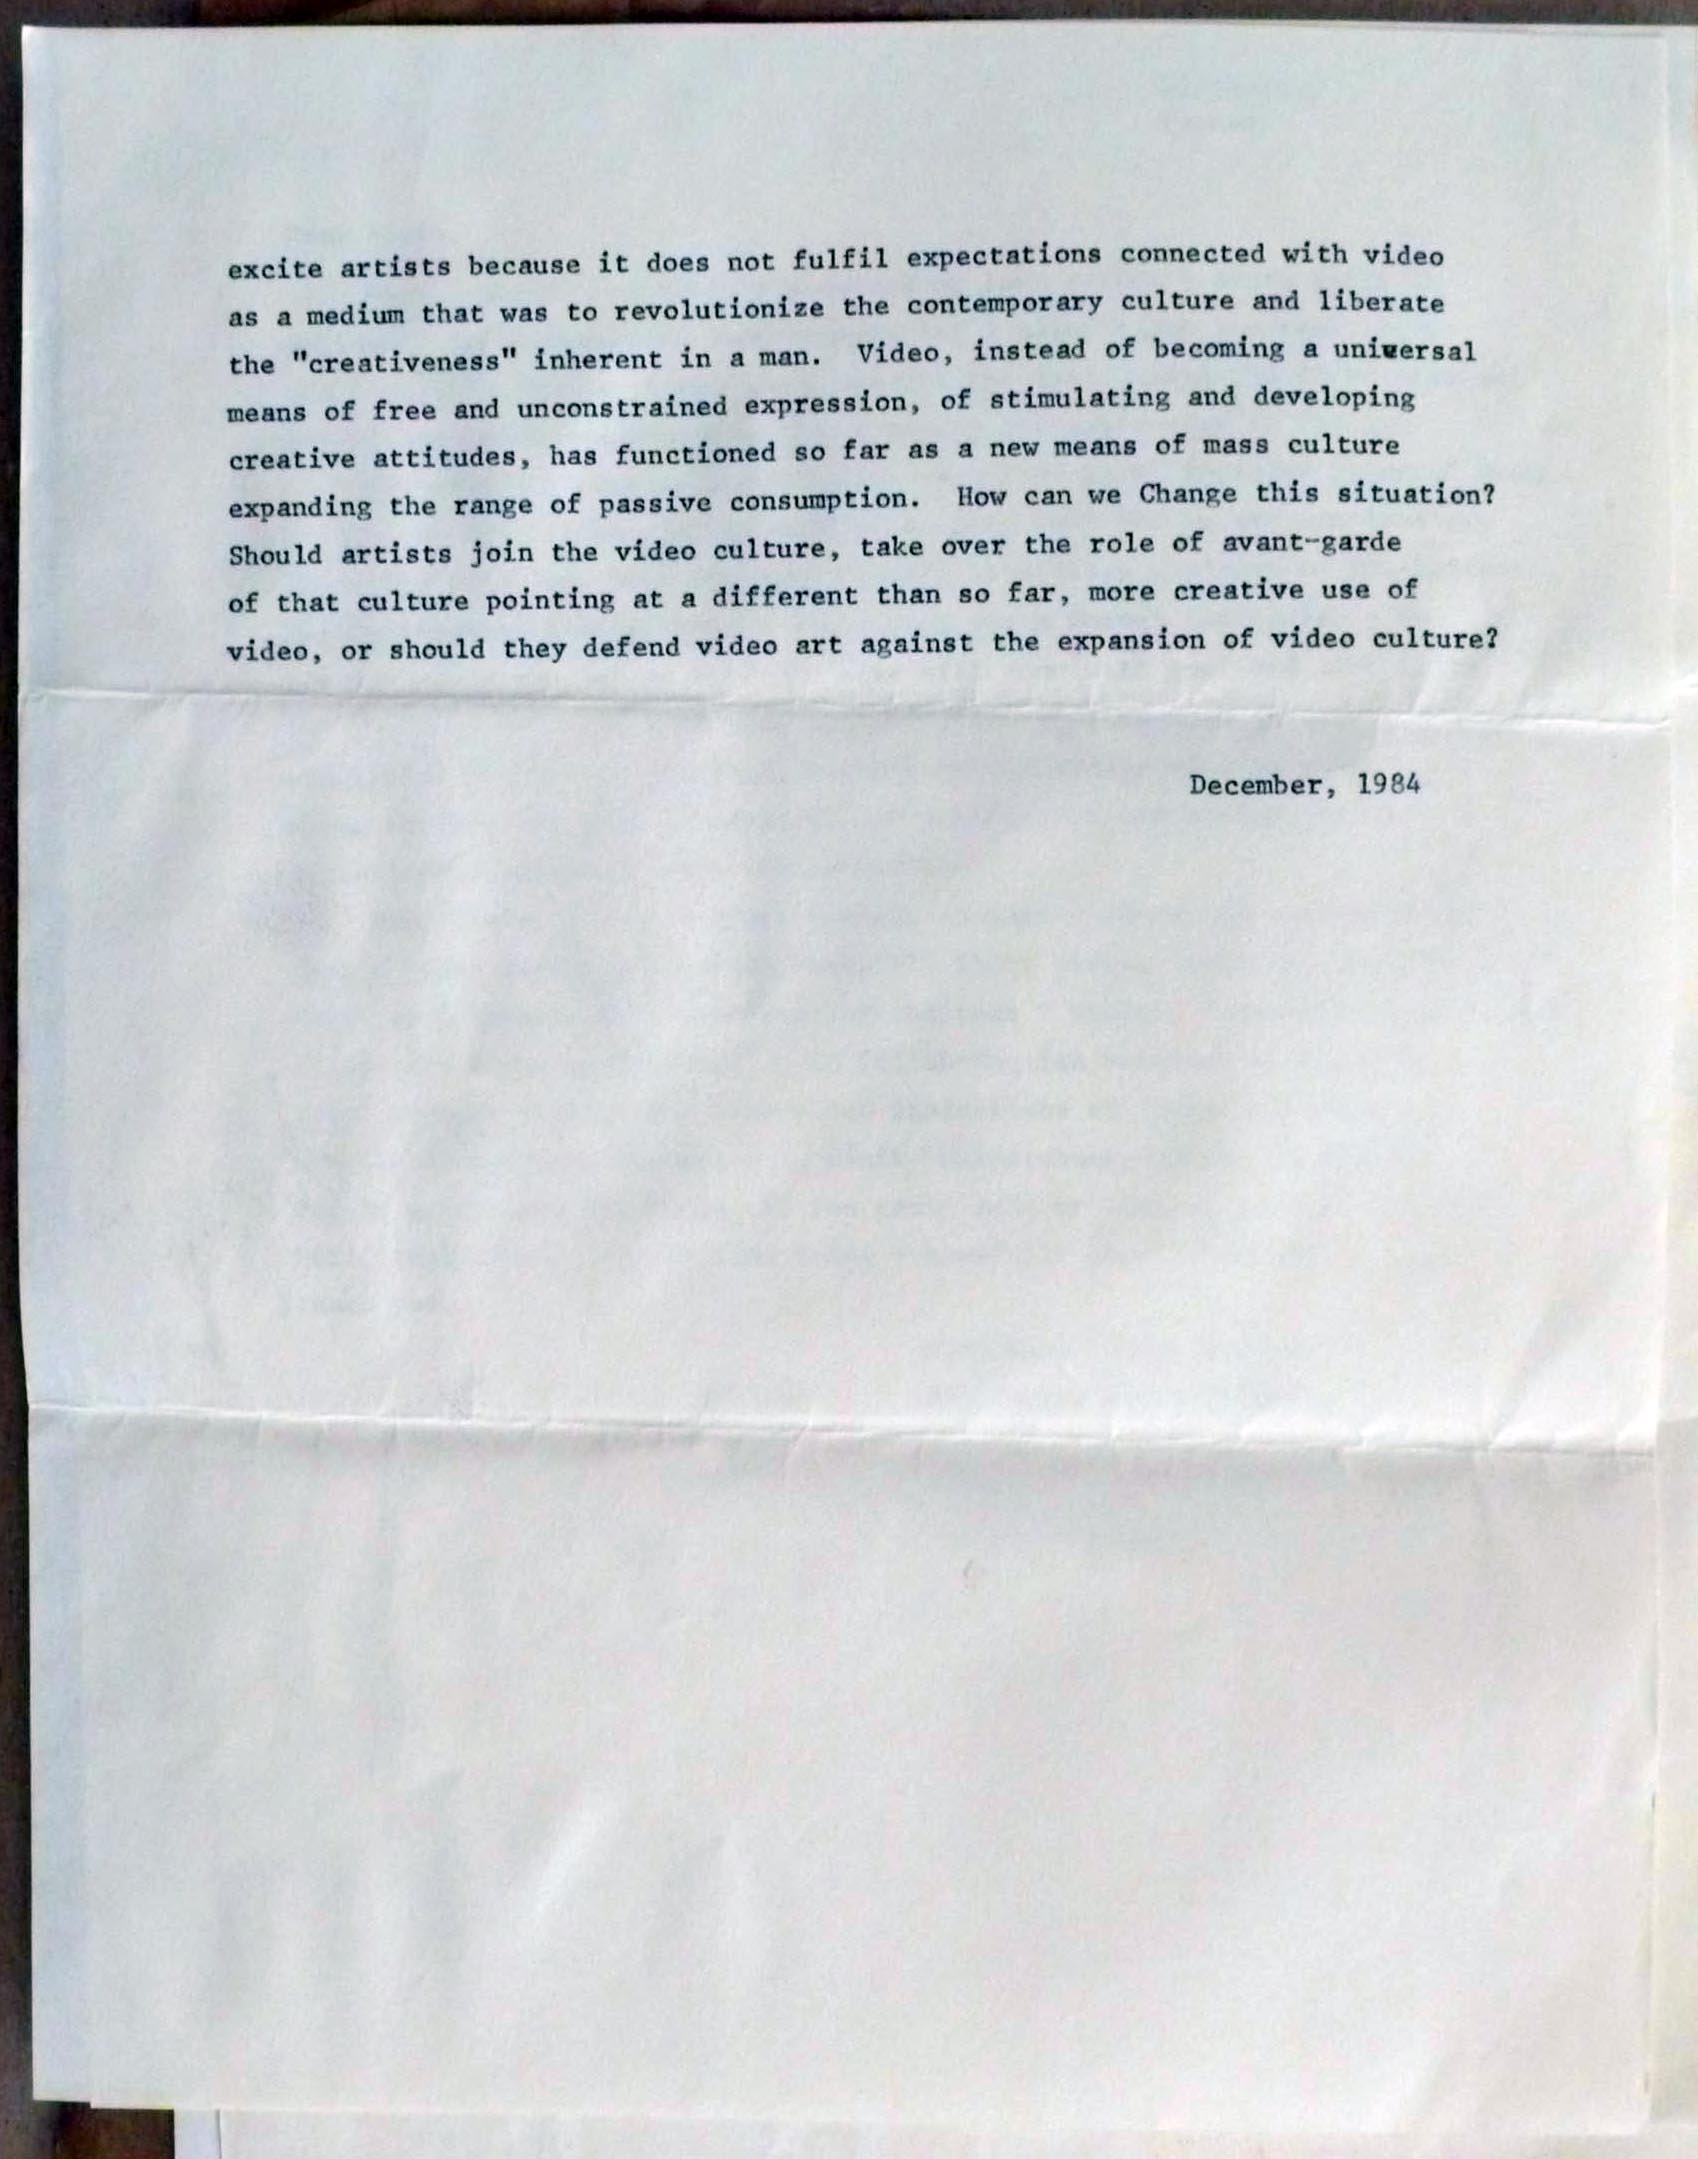 excite artists because it does not fulfil expectations connected with video
as a medium that was to revolutionize the contemporary culture and liberate
the "creativeness" inherent in a man. Video, instead of becoming a universal
means of free and unconstrained expression, of stimulating and developing
creative attitudes, has functioned so far as a new means of mass culture
expanding the range of passive consumption. How can we Change this situation?
Should artists join the video culture, take over the role of avant-garde
of that culture pointing at a different than so far, more creative use of
video, or should they defend video art against the expansion of video culture?
December, 1984